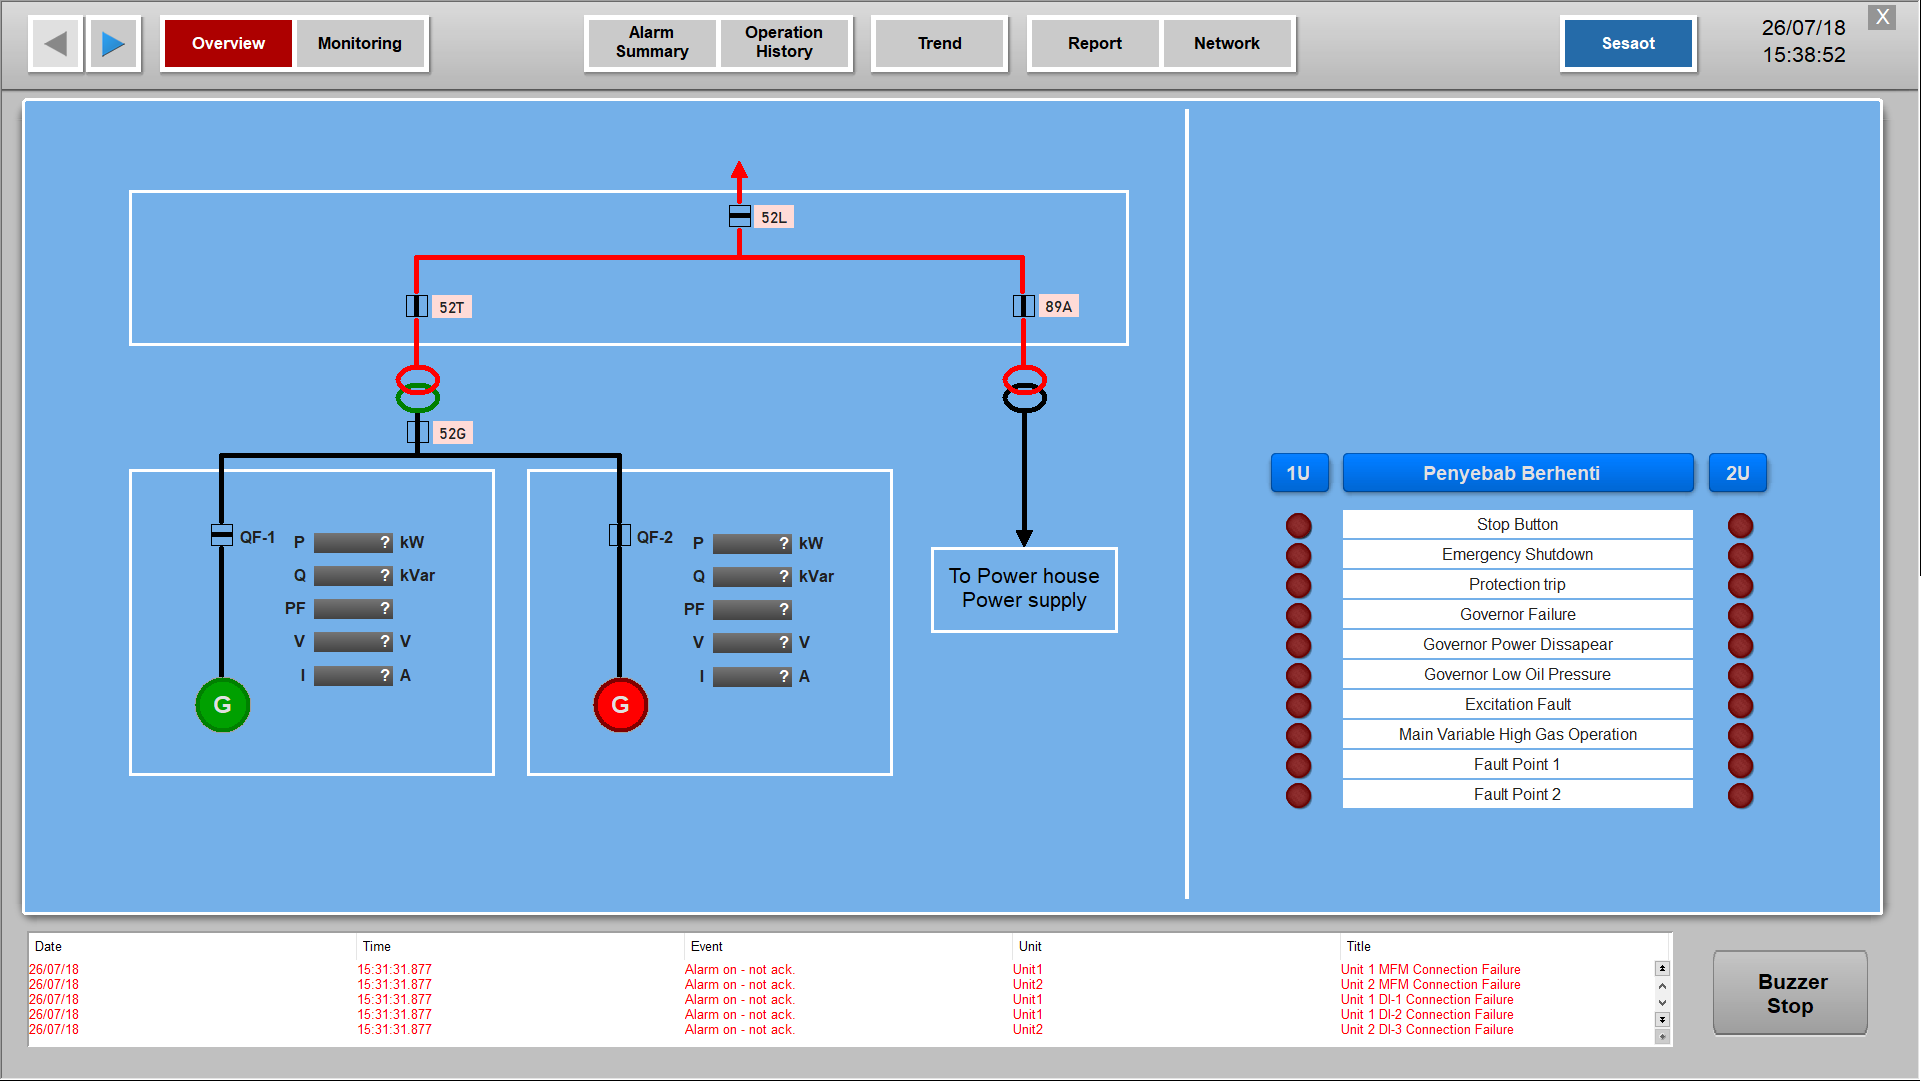 Overview
Monitoring
Alarm
Summary
Operation
History
Trend
Report
Network
Sesaot
26/07/18
15:38:52
X
52L
52T
89A
52G
QF-1
P ? kW
Q ? kVar
PF ?
V ? V
I ? A
G
QF-2
P ? kW
Q ? kVar
PF ?
V ? V
I ? A
G
To Power house
Power supply
1U Penyebab Berhenti 2U
Stop Button
Emergency Shutdown
Protection trip
Governor Failure
Governor Power Dissapear
Governor Low Oil Pressure
Excitation Fault
Main Variable High Gas Operation
Fault Point 1
Fault Point 2
Date Time Event Unit Title
26/07/18 15:31:31.877 Alarm on - not ack. Unit1 Unit 1 MFM Connection Failure
26/07/18 15:31:31.877 Alarm on - not ack. Unit2 Unit 2 MFM Connection Failure
26/07/18 15:31:31.877 Alarm on - not ack. Unit1 Unit 1 DI-1 Connection Failure
26/07/18 15:31:31.877 Alarm on - not ack. Unit1 Unit 1 DI-2 Connection Failure
26/07/18 15:31:31.877 Alarm on - not ack. Unit2 Unit 2 DI-3 Connection Failure
Buzzer
Stop